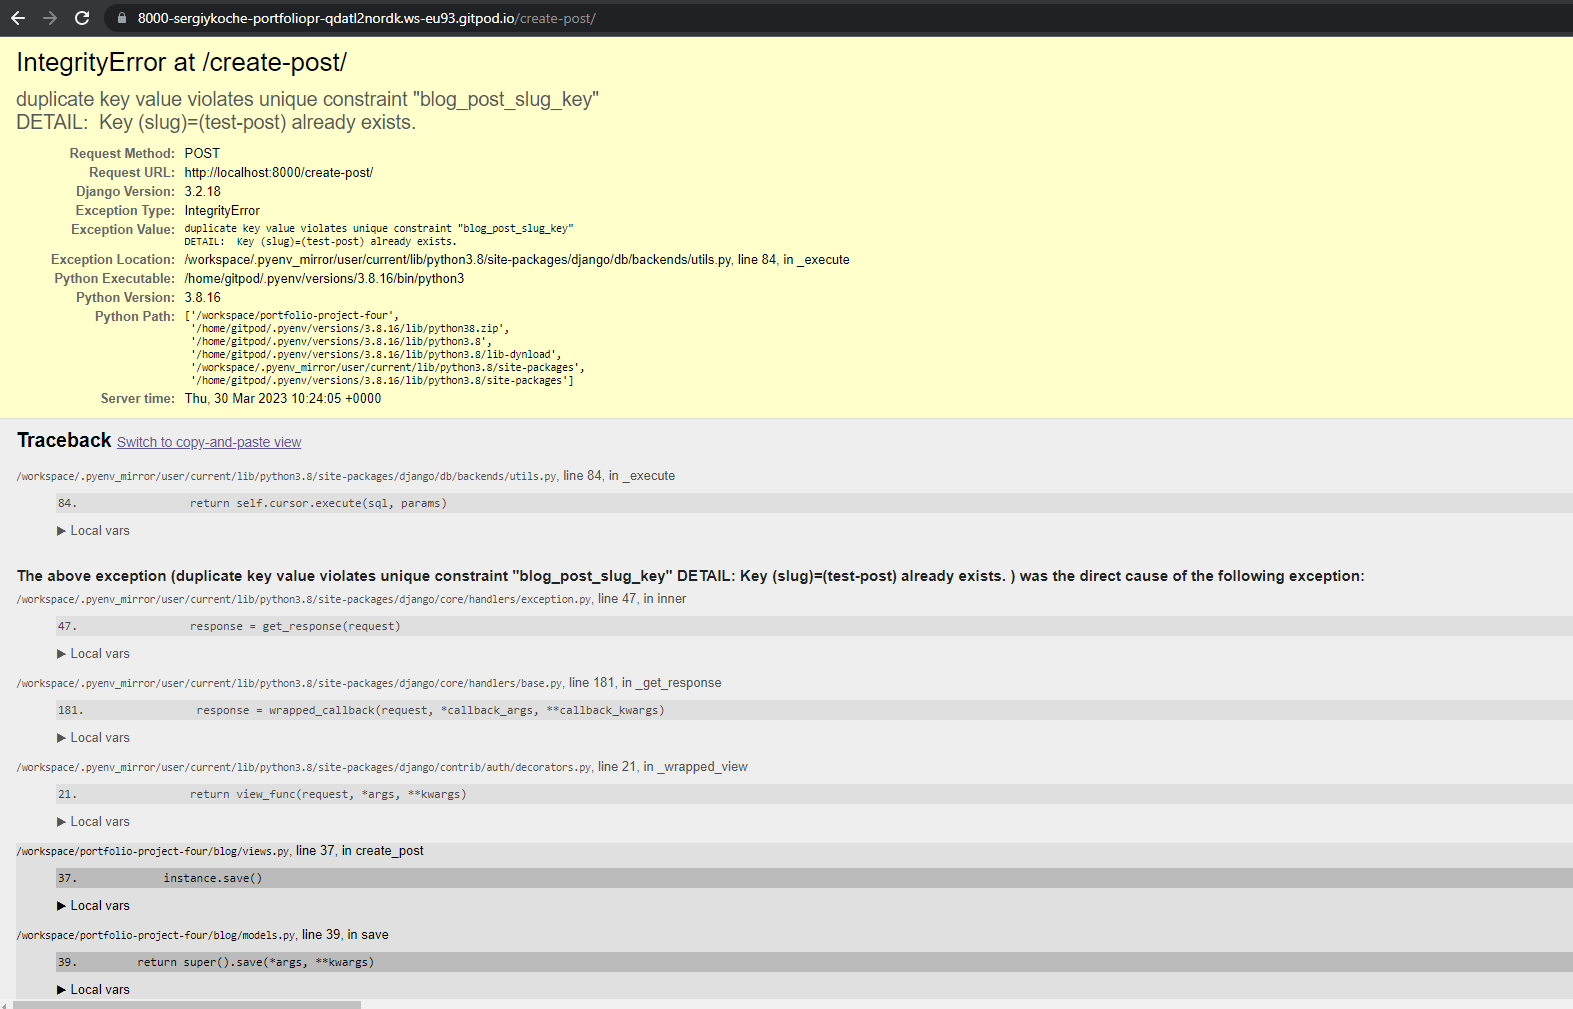 8000-sergiykoche-portfoliopr-qdatl2nordk.ws-eu93.gitpod.io/create-post/
IntegrityError at /create-post/
duplicate key value violates unique constraint "blog_post_slug_key"
DETAIL:  Key (slug)=(test-post) already exists.
Request Method: POST
Request URL: http://localhost:8000/create-post/
Django Version: 3.2.18
Exception Type: IntegrityError
Exception Value: duplicate key value violates unique constraint "blog_post_slug_key"
DETAIL:  Key (slug)=(test-post) already exists.
Exception Location: /workspace/.pyenv_mirror/user/current/lib/python3.8/site-packages/django/db/backends/utils.py, line 84, in _execute
Python Executable: /home/gitpod/.pyenv/versions/3.8.16/bin/python3
Python Version: 3.8.16
Python Path: ['/workspace/portfolio-project-four',
'/home/gitpod/.pyenv/versions/3.8.16/lib/python38.zip',
'/home/gitpod/.pyenv/versions/3.8.16/lib/python3.8',
'/home/gitpod/.pyenv/versions/3.8.16/lib/python3.8/lib-dynload',
'/workspace/.pyenv_mirror/user/current/lib/python3.8/site-packages',
'/home/gitpod/.pyenv/versions/3.8.16/lib/python3.8/site-packages']
Server time: Thu, 30 Mar 2023 10:24:05 +0000
Traceback Switch to copy-and-paste view
/workspace/.pyenv_mirror/user/current/lib/python3.8/site-packages/django/db/backends/utils.py, line 84, in _execute
84. return self.cursor.execute(sql, params)
▶ Local vars
The above exception (duplicate key value violates unique constraint "blog_post_slug_key" DETAIL: Key (slug)=(test-post) already exists. ) was the direct cause of the following exception:
/workspace/.pyenv_mirror/user/current/lib/python3.8/site-packages/django/core/handlers/exception.py, line 47, in inner
47. response = get_response(request)
▶ Local vars
/workspace/.pyenv_mirror/user/current/lib/python3.8/site-packages/django/core/handlers/base.py, line 181, in _get_response
181. response = wrapped_callback(request, *callback_args, **callback_kwargs)
▶ Local vars
/workspace/.pyenv_mirror/user/current/lib/python3.8/site-packages/django/contrib/auth/decorators.py, line 21, in _wrapped_view
21. return view_func(request, *args, **kwargs)
▶ Local vars
/workspace/portfolio-project-four/blog/views.py, line 37, in create_post
37. instance.save()
▶ Local vars
/workspace/portfolio-project-four/blog/models.py, line 39, in save
39. return super().save(*args, **kwargs)
▶ Local vars